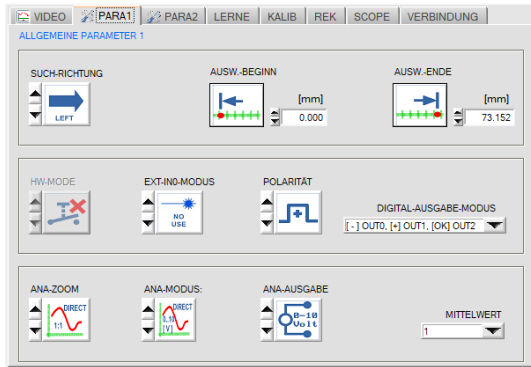 VIDEO PARA1 PARA2 LERNE KALIB REK SCOPE VERBINDUNG
ALLGEMEINE PARAMETER 1
SUCH-RICHTUNG AUSW.-BEGINN AUSW.-ENDE
LEFT [mm] [mm]
0.000 73.152
HW-MODE EXT-IN0-MODUS POLARITÄT
NO
USE
DIGITAL-AUSGABE-MODUS
[ - ] OUT0, [+] OUT1, [OK] OUT2
ANA-ZOOM ANA-MODUS: ANA-AUSGABE
DIRECT DIRECT 0-10
1:1 0..10 Volt
[V]
MITTELWERT
1